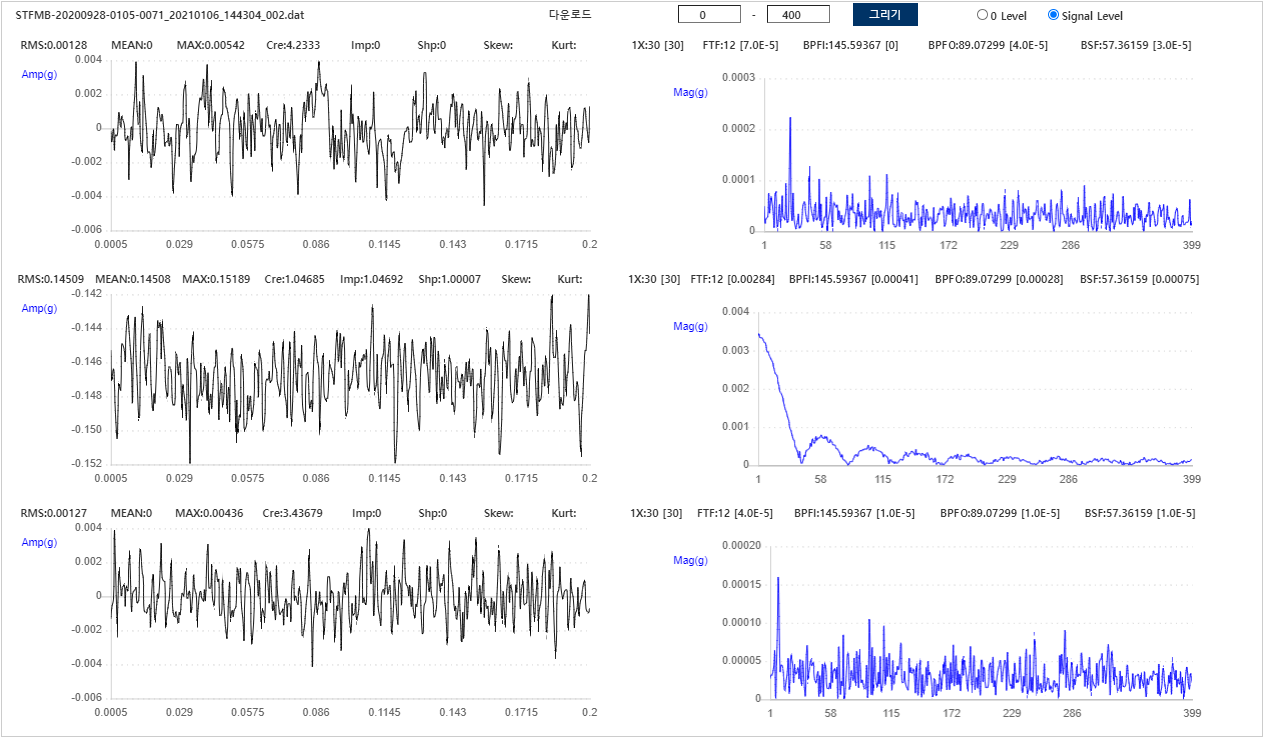 STFMB-20200928-0105-0071_20210106_144304_002.dat 다운로드 0 - 400 그리기 0 Level Signal Level
RMS:0.00128 MEAN:0 MAX:0.00542 Cre:4.2333 Imp:0 Shp:0 Skew: Kurt:
Amp(g)
0.004
0.002
0
-0.002
-0.004
-0.006
0.0005 0.029 0.0575 0.086 0.1145 0.143 0.1715 0.2
1X:30 [30] FTF:12 [7.0E-5] BPFI:145.59367 [0] BPFO:89.07299 [4.0E-5] BSF:57.36159 [3.0E-5]
Mag(g)
0.0003
0.0002
0.0001
0
1 58 115 172 229 286 399
RMS:0.14509 MEAN:0.14508 MAX:0.15189 Cre:1.04685 Imp:1.04692 Shp:1.00007 Skew: Kurt:
Amp(g)
-0.142
-0.144
-0.146
-0.148
-0.150
-0.152
0.0005 0.029 0.0575 0.086 0.1145 0.143 0.1715 0.2
1X:30 [30] FTF:12 [0.00284] BPFI:145.59367 [0.00041] BPFO:89.07299 [0.00028] BSF:57.36159 [0.00075]
Mag(g)
0.004
0.003
0.002
0.001
0
1 58 115 172 229 286 399
RMS:0.00127 MEAN:0 MAX:0.00436 Cre:3.43679 Imp:0 Shp:0 Skew: Kurt:
Amp(g)
0.004
0.002
0
-0.002
-0.004
-0.006
0.0005 0.029 0.0575 0.086 0.1145 0.143 0.1715 0.2
1X:30 [30] FTF:12 [4.0E-5] BPFI:145.59367 [1.0E-5] BPFO:89.07299 [1.0E-5] BSF:57.36159 [1.0E-5]
Mag(g)
0.00020
0.00015
0.00010
0.00005
0
1 58 115 172 229 286 399